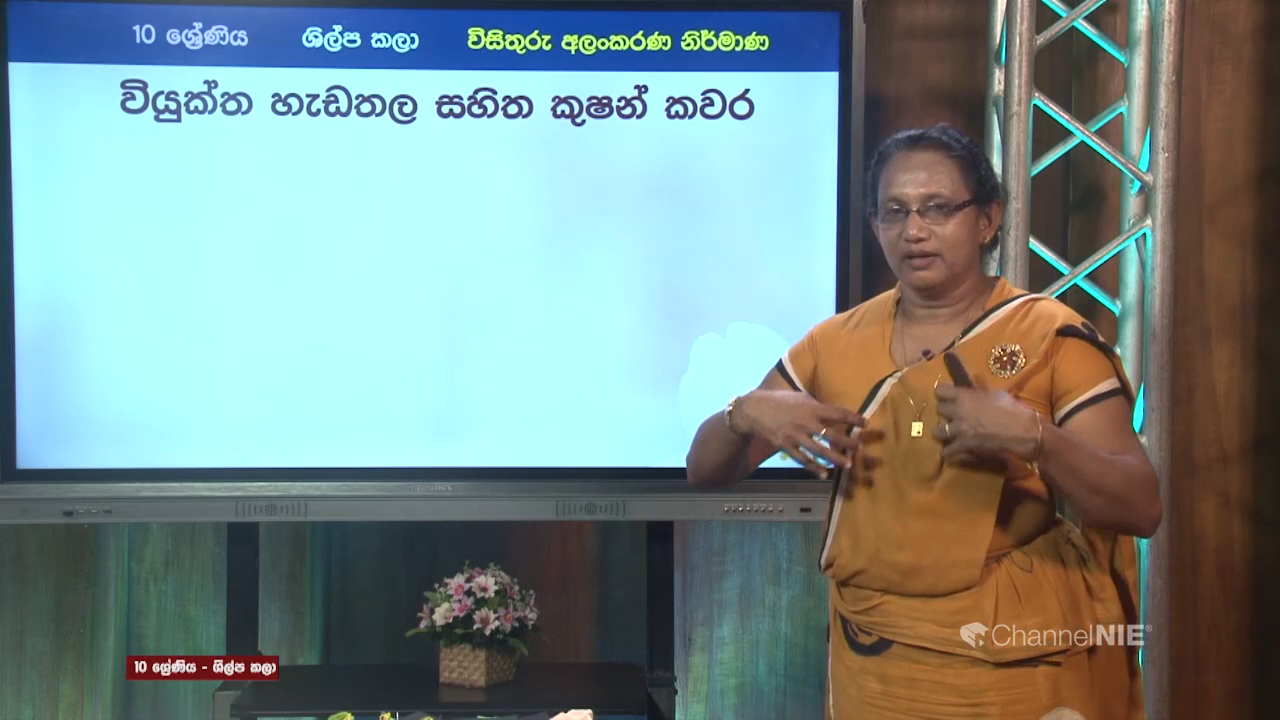 10 ශ්‍රේණිය ශිල්ප කලා විසිතුරු අලංකරණ නිර්මාණ
වියුක්ත හැඩතල සහිත කුෂන් කවර
ChannelNIE
10 ශ්‍රේණිය - ශිල්ප කලා